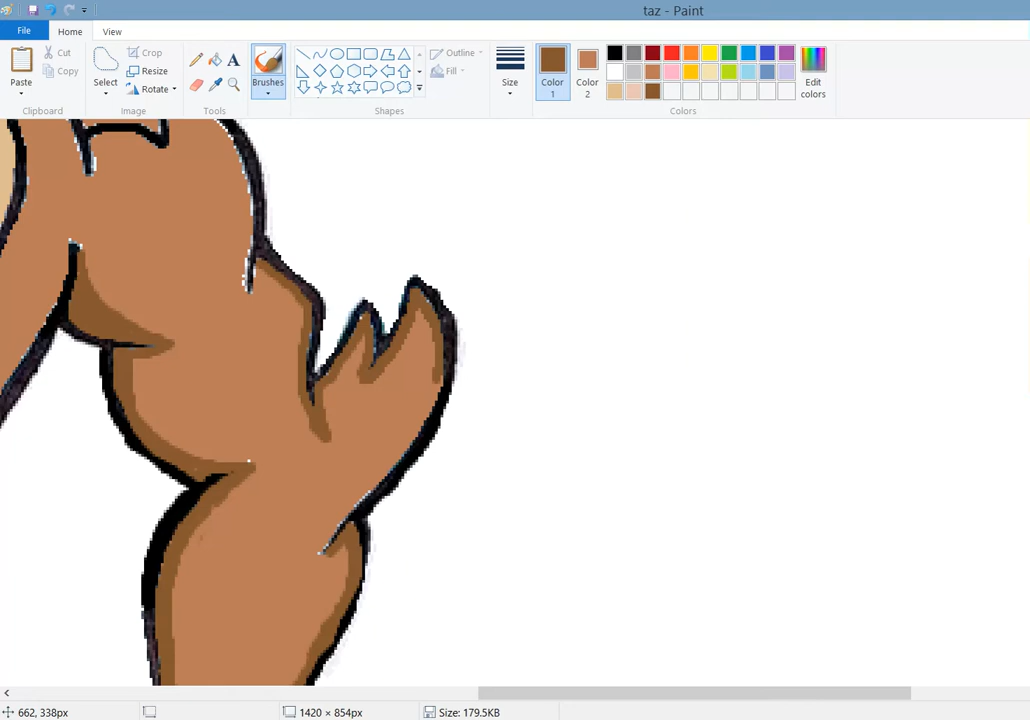 taz - Paint
File
Home
View
Paste
Cut
Copy
Clipboard
Select
Crop
Resize
Rotate
Image
A
Tools
Brushes
Shapes
Outline
Fill
Size
Color 1
Color 2
Edit colors
Colors
662, 338px
1420 × 854px
Size: 179.5KB